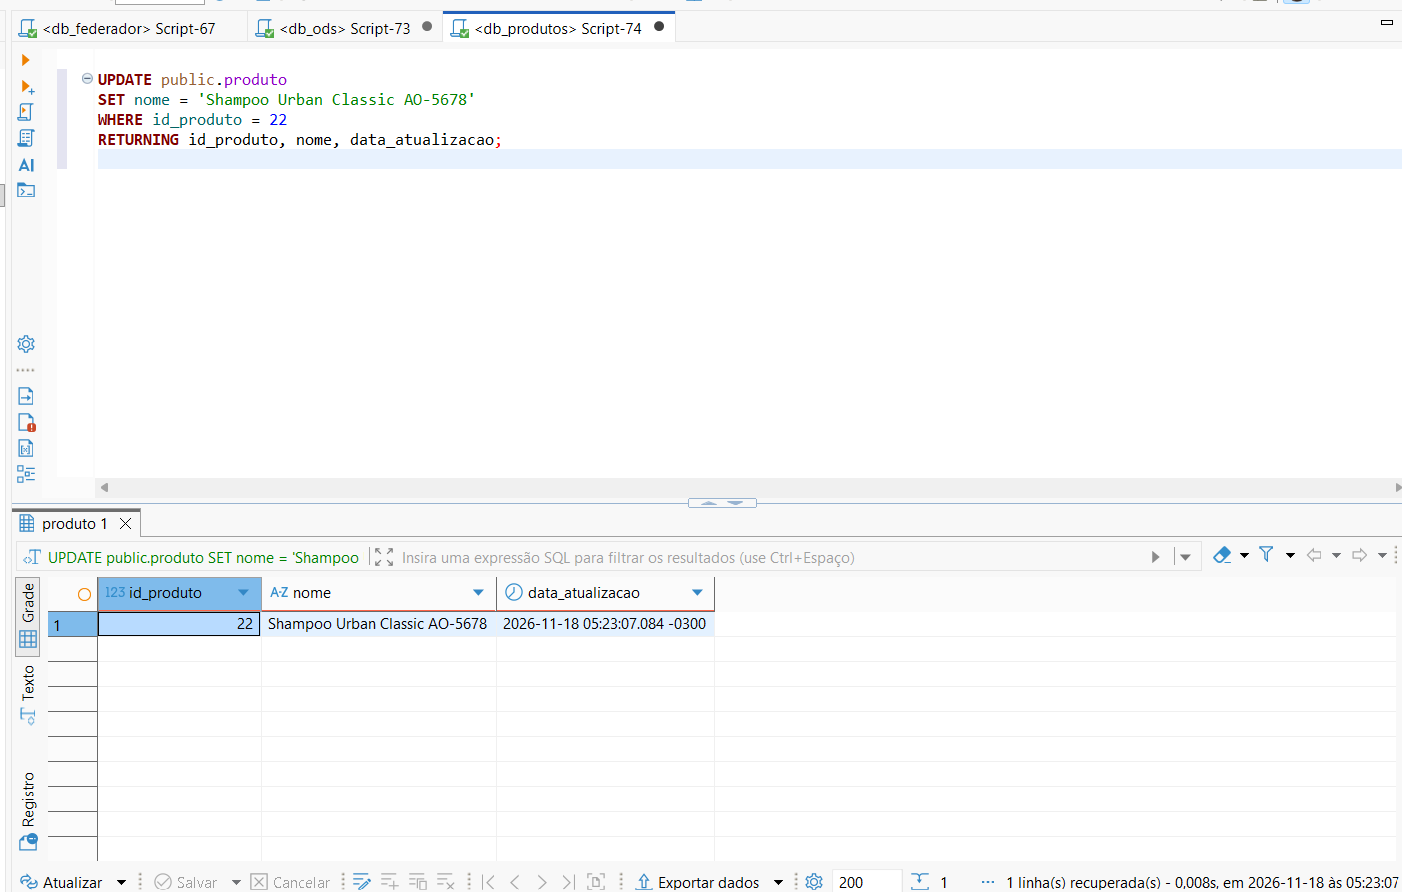 <db_federador> Script-67
<db_ods> Script-73
<db_produtos> Script-74
UPDATE public.produto
SET nome = 'Shampoo Urban Classic AO-5678'
WHERE id_produto = 22
RETURNING id_produto, nome, data_atualizacao;
AI
produto 1
UPDATE public.produto SET nome = 'Shampoo
Insira uma expressão SQL para filtrar os resultados (use Ctrl+Espaço)
Grade
Texto
Registro
123 id_produto
A-Z nome
data_atualizacao
1
22
Shampoo Urban Classic AO-5678
2026-11-18 05:23:07.084 -0300
Atualizar
Salvar
Cancelar
Exportar dados
200
1
1 linha(s) recuperada(s) - 0,008s, em 2026-11-18 às 05:23:07